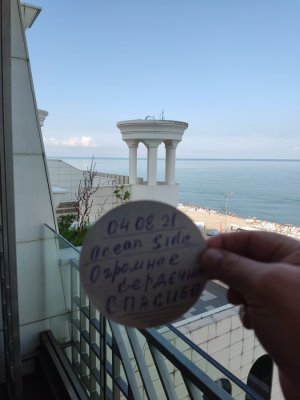 04 08 21
Ocean Side
Огромное
сердечное
СПАСИБО